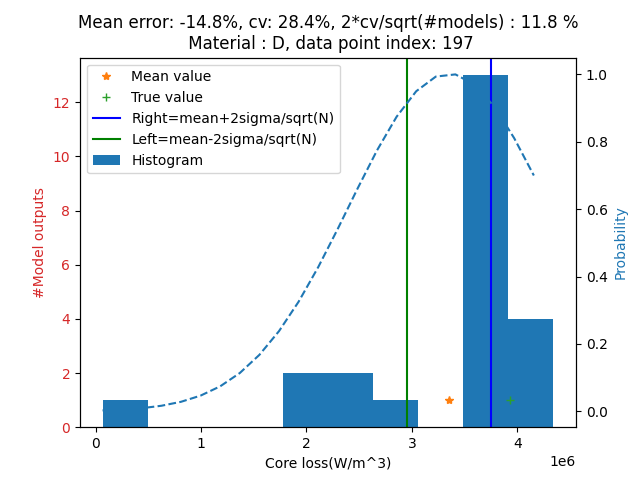 Mean error: -14.8%, cv: 28.4%, 2*cv/sqrt(#models) : 11.8 %
Material : D, data point index: 197
Mean value
True value
Right=mean+2sigma/sqrt(N)
Left=mean-2sigma/sqrt(N)
Histogram
#Model outputs
12
10
8
6
4
2
0
Probability
1.0
0.8
0.6
0.4
0.2
0.0
0 1 2 3 4
1e6
Core loss(W/m^3)